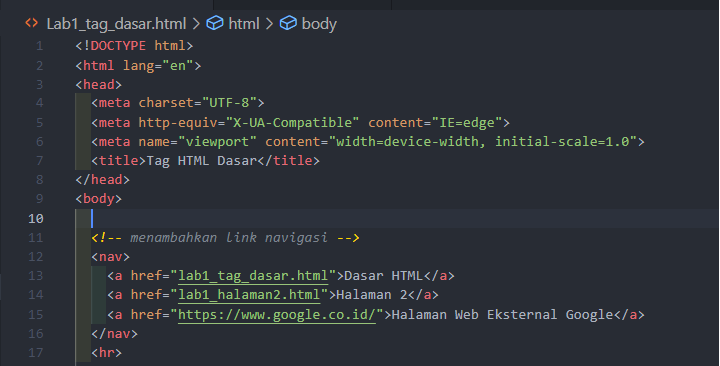 Lab1_tag_dasar.html > html > body
1 <!DOCTYPE html>
2 <html lang="en">
3 <head>
4 <meta charset="UTF-8">
5 <meta http-equiv="X-UA-Compatible" content="IE=edge">
6 <meta name="viewport" content="width=device-width, initial-scale=1.0">
7 <title>Tag HTML Dasar</title>
8 </head>
9 <body>
10
11 <!-- menambahkan link navigasi -->
12 <nav>
13 <a href="lab1_tag_dasar.html">Dasar HTML</a>
14 <a href="lab1_halaman2.html">Halaman 2</a>
15 <a href="https://www.google.co.id/">Halaman Web Eksternal Google</a>
16 </nav>
17 <hr>